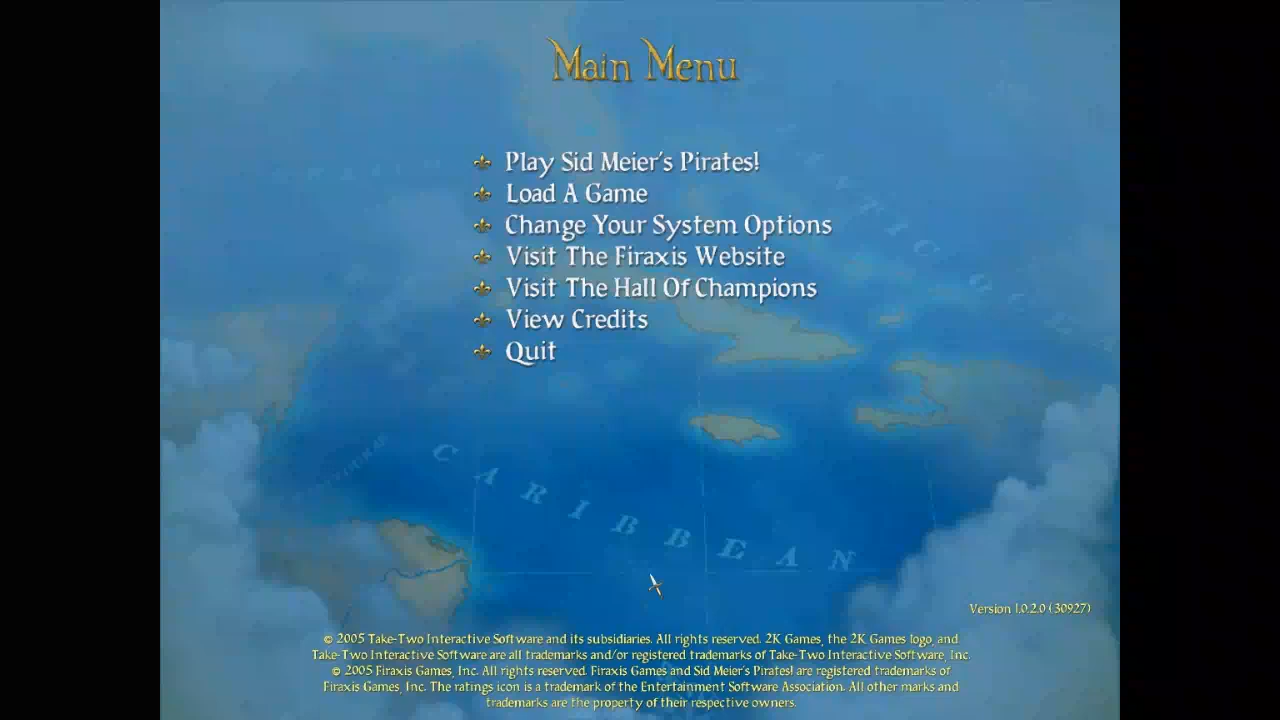 Main Menu
Play Sid Meier's Pirates!
Load A Game
Change Your System Options
Visit The Firaxis Website
Visit The Hall Of Champions
View Credits
Quit
CARIBBEAN
Version 1.0.2.0 (30927)
© 2005 Take-Two Interactive Software and its subsidiaries. All rights reserved. 2K Games, the 2K Games logo, and
Take-Two Interactive Software are all trademarks and/or registered trademarks of Take-Two Interactive Software, Inc.
© 2005 Firaxis Games, Inc. All rights reserved. Firaxis Games and Sid Meier's Pirates! are registered trademarks of
Firaxis Games, Inc. The ratings icon is a trademark of the Entertainment Software Association. All other marks and
trademarks are the property of their respective owners.